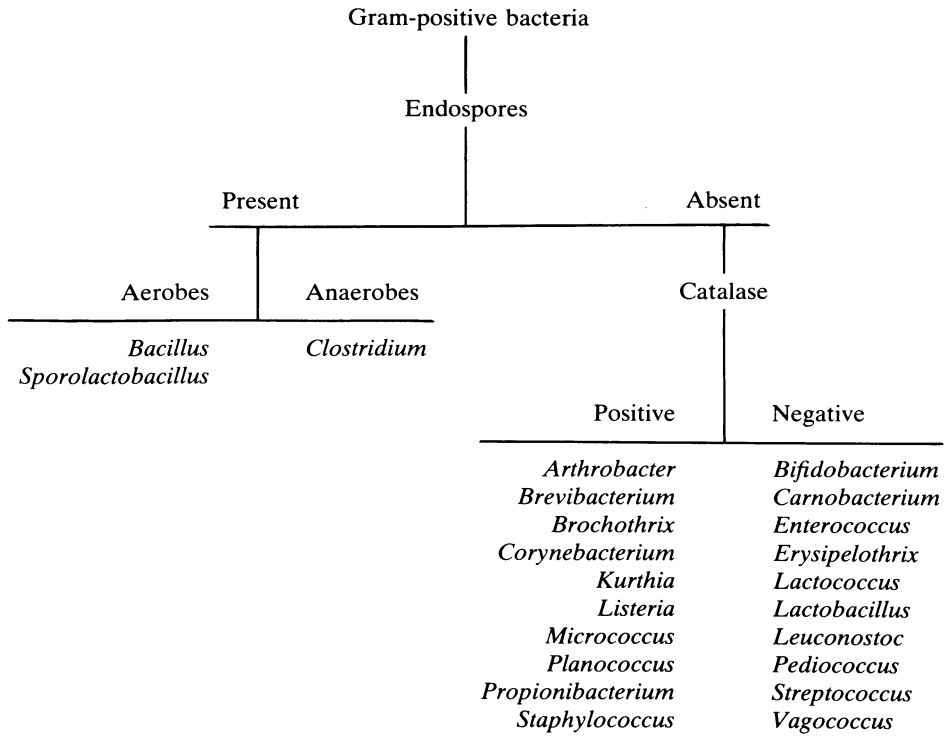 Gram-positive bacteria
Endospores
Present
Absent
Aerobes
Anaerobes
Bacillus
Sporolactobacillus
Clostridium
Catalase
Positive
Negative
Arthrobacter
Brevibacterium
Brochothrix
Corynebacterium
Kurthia
Listeria
Micrococcus
Planococcus
Propionibacterium
Staphylococcus
Bifidobacterium
Carnobacterium
Enterococcus
Erysipelothrix
Lactococcus
Lactobacillus
Leuconostoc
Pediococcus
Streptococcus
Vagococcus